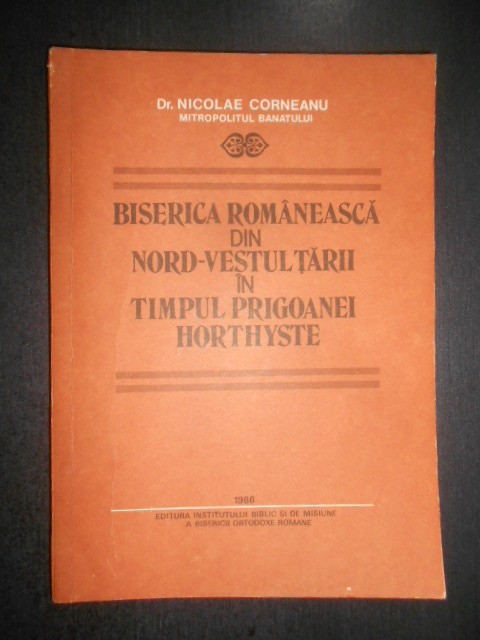 Dr. NICOLAE CORNEANU
MITROPOLITUL BANATULUI
BISERICA ROMÂNEASCĂ
DIN
NORD-VESTUL ȚĂRII
ÎN
TIMPUL PRIGOANEI
HORTHYSTE
1986
EDITURA INSTITUTULUI BIBLIC ȘI DE MISIUNE
A BISERICII ORTODOXE ROMANE